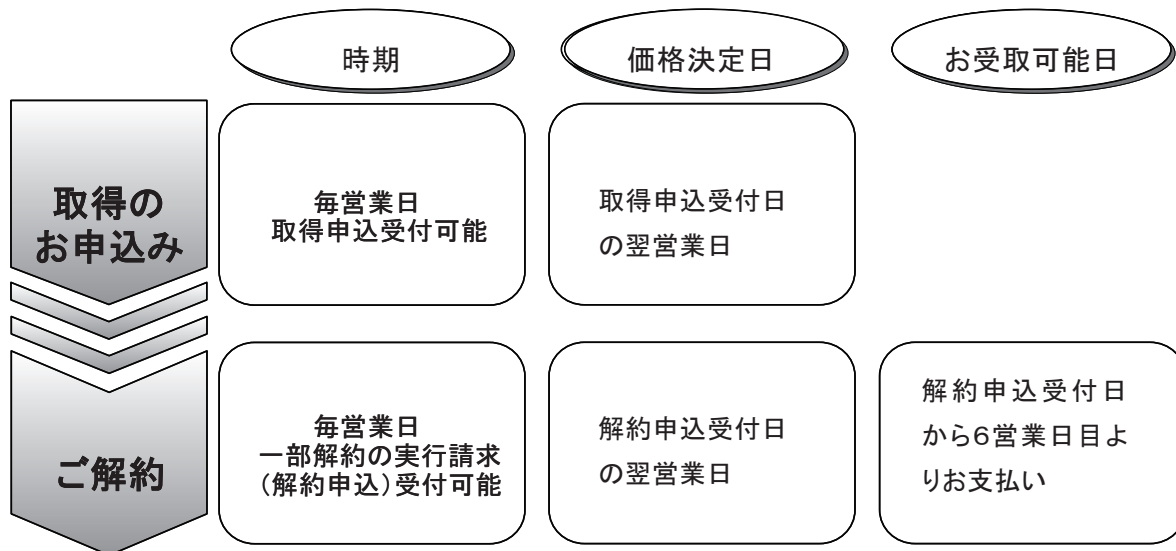 時期
価格決定日
お受取可能日
取得の
お申込み
毎営業日
取得申込受付可能
取得申込受付日
の翌営業日
ご解約
毎営業日
一部解約の実行請求
（解約申込）受付可能
解約申込受付日
の翌営業日
解約申込受付日
から6営業日目よ
りお支払い